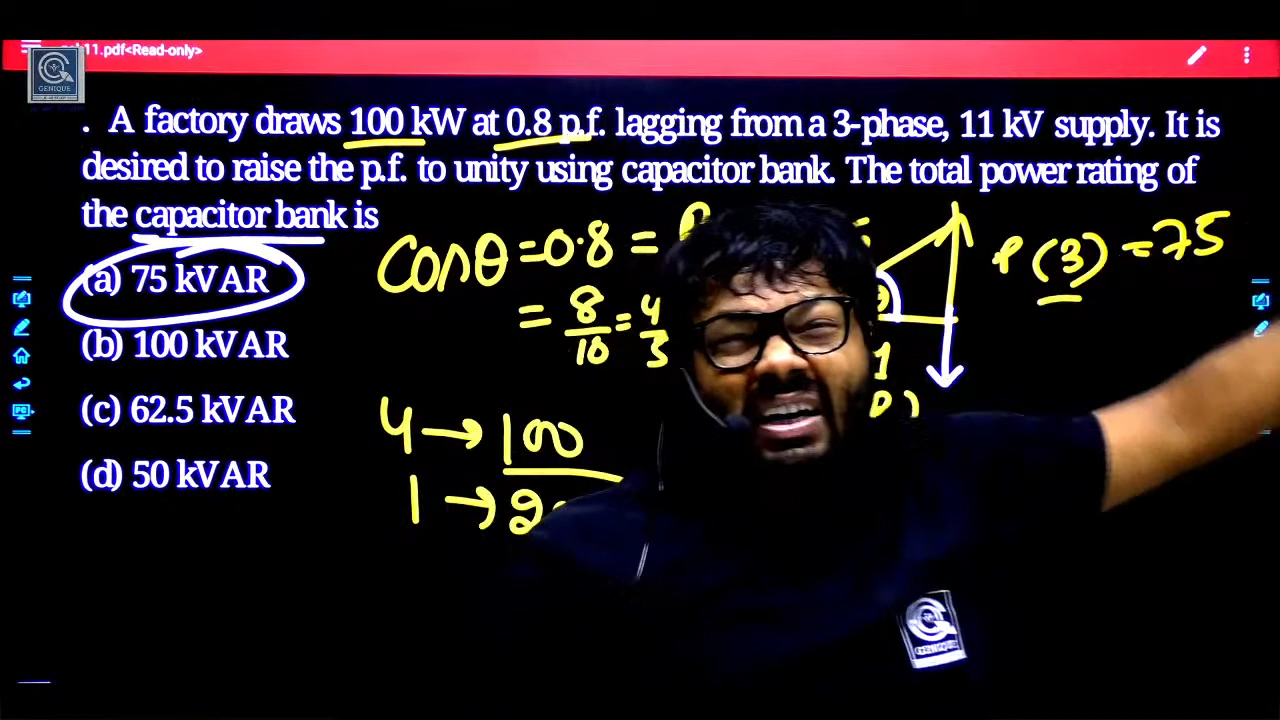 GENIQUE
11.pdf<Read-only>
. A factory draws 100 kW at 0.8 p.f. lagging from a 3-phase, 11 kV supply. It is
desired to raise the p.f. to unity using capacitor bank. The total power rating of
the capacitor bank is
(a) 75 kVAR
(b) 100 kVAR
(c) 62.5 kVAR
(d) 50 kVAR
Cosθ = 0.8 =
= 8/10 = 4/5
(3) = 75
4 → 100
1 →